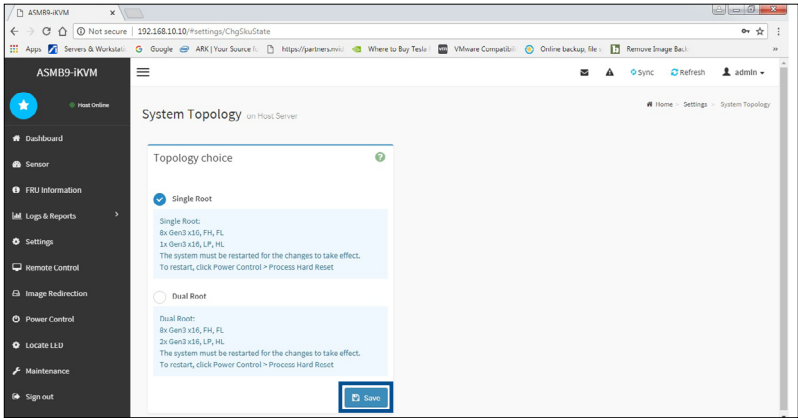 ASMB9-iKVM
Not secure 192.168.10.10/#settings/ChgSkuState
Apps Servers & Workstatio Google ARK | Your Source fo https://partners.nvid Where to Buy Tesla VMware Compatibili Online backup, file s Remove Image Back »
ASMB9-iKVM
Sync Refresh admin
Host Online
Home > Settings > System Topology
System Topology on Host Server
Dashboard
Sensor
FRU Information
Logs & Reports
Settings
Remote Control
Image Redirection
Power Control
Locate LED
Maintenance
Sign out
Topology choice
Single Root
Single Root:
8x Gen3 x16, FH, FL
1x Gen3 x16, LP, HL
The system must be restarted for the changes to take effect.
To restart, click Power Control > Process Hard Reset
Dual Root
Dual Root:
8x Gen3 x16, FH, FL
2x Gen3 x16, LP, HL
The system must be restarted for the changes to take effect.
To restart, click Power Control > Process Hard Reset
Save